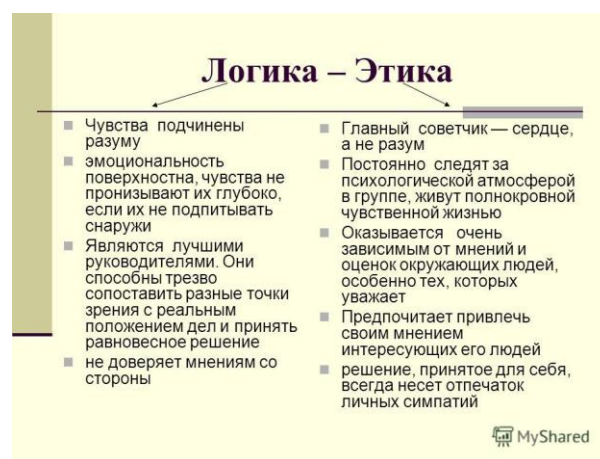 Логика – Этика
Чувства подчинены
разуму
эмоциональность
поверхностна, чувства не
пронизывают их глубоко,
если их не подпитывать
снаружи
Являются лучшими
руководителями. Они
способны трезво
сопоставить разные точки
зрения с реальным
положением дел и принять
равновесное решение
не доверяет мнениям со
стороны
Главный советчик — сердце,
а не разум
Постоянно следят за
психологической атмосферой
в группе, живут полнокровной
чувственной жизнью
Оказывается очень
зависимым от мнений и
оценок окружающих людей,
особенно тех, которых
уважает
Предпочитает привлечь
своим мнением
интересующих его людей
решение, принятое для себя,
всегда несет отпечаток
личных симпатий
MyShared